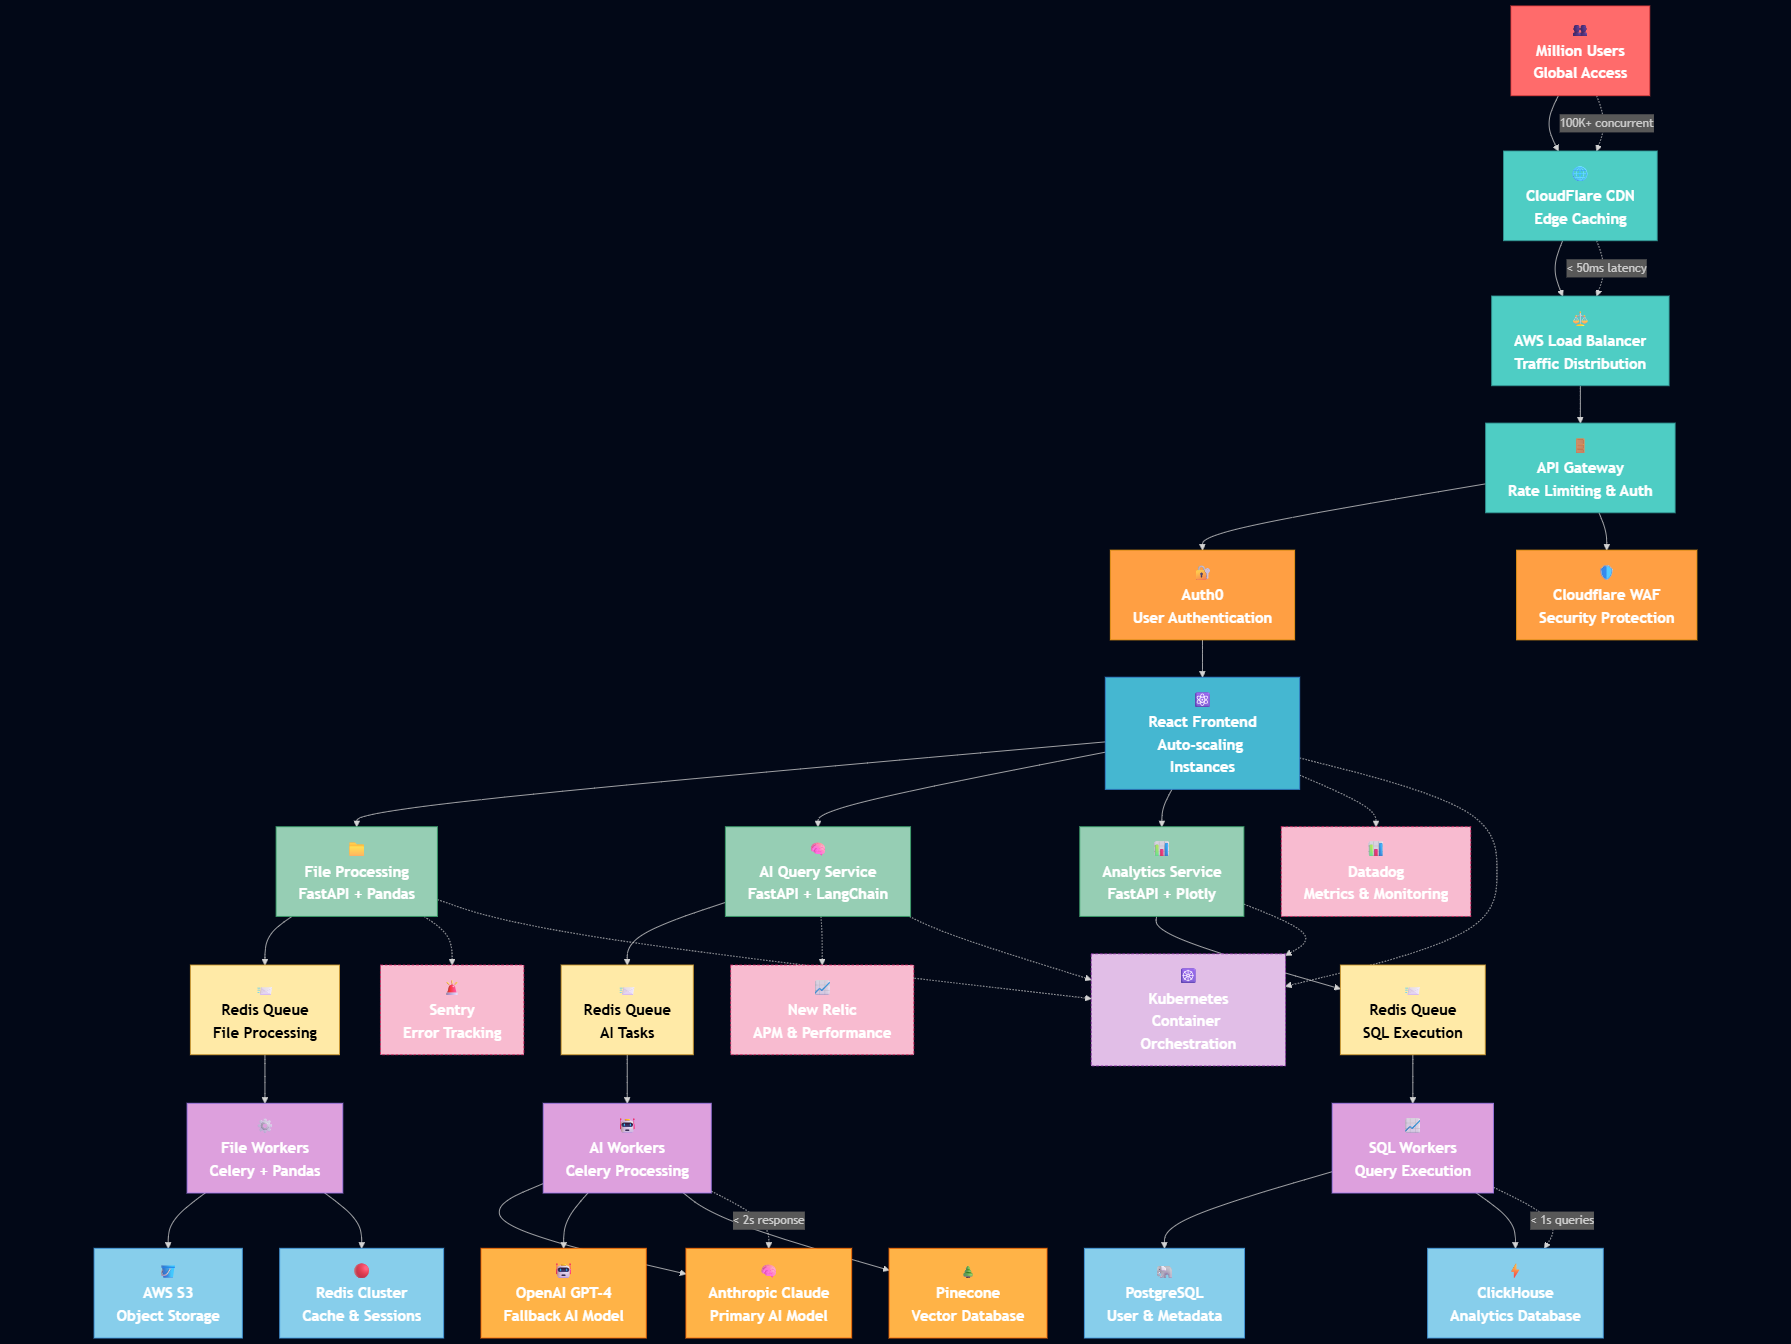 Million Users
Global Access
100K+ concurrent
CloudFlare CDN
Edge Caching
< 50ms latency
AWS Load Balancer
Traffic Distribution
API Gateway
Rate Limiting & Auth
Auth0
User Authentication
Cloudflare WAF
Security Protection
React Frontend
Auto-scaling
Instances
File Processing
FastAPI + Pandas
AI Query Service
FastAPI + LangChain
Analytics Service
FastAPI + Plotly
Datadog
Metrics & Monitoring
Redis Queue
File Processing
Sentry
Error Tracking
Redis Queue
AI Tasks
New Relic
APM & Performance
Kubernetes
Container
Orchestration
Redis Queue
SQL Execution
File Workers
Celery + Pandas
AI Workers
Celery Processing
SQL Workers
Query Execution
< 2s response
< 1s queries
AWS S3
Object Storage
Redis Cluster
Cache & Sessions
OpenAI GPT-4
Fallback AI Model
Anthropic Claude
Primary AI Model
Pinecone
Vector Database
PostgreSQL
User & Metadata
ClickHouse
Analytics Database